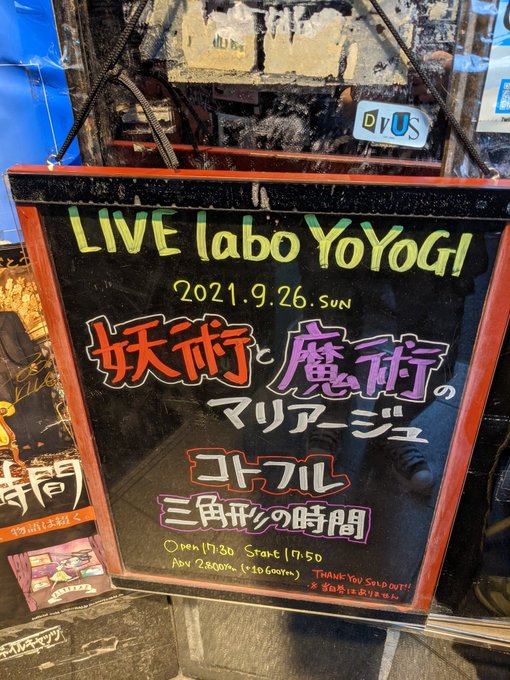 DVUS
LIVE labo YoYoGI
2021.9.26.SUN
妖術と魔術の
マリアージュ
コトフル
三角形の時間
Open 17:30 Start 17:50
ADV 2,800Yen (+1D 600Yen)
THANK YOU SOLD OUT!!
※当日券はありません
時間
物語は紐く